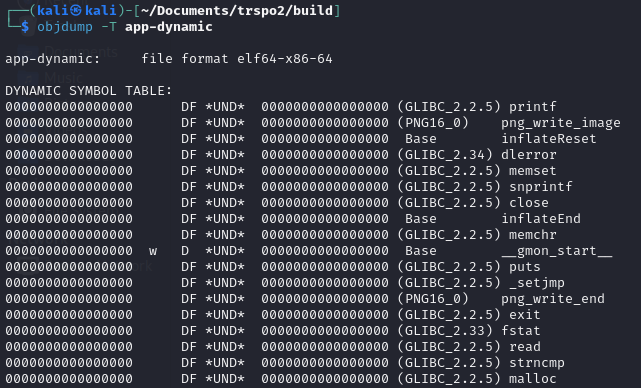 ┌──(kali㉿kali)-[~/Documents/trspo2/build]
└─$ objdump -T app-dynamic
app-dynamic:     file format elf64-x86-64
DYNAMIC SYMBOL TABLE:
0000000000000000      DF *UND*  0000000000000000 (GLIBC_2.2.5) printf
0000000000000000      DF *UND*  0000000000000000 (PNG16_0)    png_write_image
0000000000000000      DF *UND*  0000000000000000  Base        inflateReset
0000000000000000      DF *UND*  0000000000000000 (GLIBC_2.34) dlerror
0000000000000000      DF *UND*  0000000000000000 (GLIBC_2.2.5) memset
0000000000000000      DF *UND*  0000000000000000 (GLIBC_2.2.5) snprintf
0000000000000000      DF *UND*  0000000000000000 (GLIBC_2.2.5) close
0000000000000000      DF *UND*  0000000000000000  Base        inflateEnd
0000000000000000      DF *UND*  0000000000000000 (GLIBC_2.2.5) memchr
0000000000000000  w   D  *UND*  0000000000000000  Base        __gmon_start__
0000000000000000      DF *UND*  0000000000000000 (GLIBC_2.2.5) puts
0000000000000000      DF *UND*  0000000000000000 (GLIBC_2.2.5) _setjmp
0000000000000000      DF *UND*  0000000000000000 (PNG16_0)    png_write_end
0000000000000000      DF *UND*  0000000000000000 (GLIBC_2.2.5) exit
0000000000000000      DF *UND*  0000000000000000 (GLIBC_2.33) fstat
0000000000000000      DF *UND*  0000000000000000 (GLIBC_2.2.5) read
0000000000000000      DF *UND*  0000000000000000 (GLIBC_2.2.5) strncmp
0000000000000000      DF *UND*  0000000000000000 (GLIBC_2.2.5) malloc